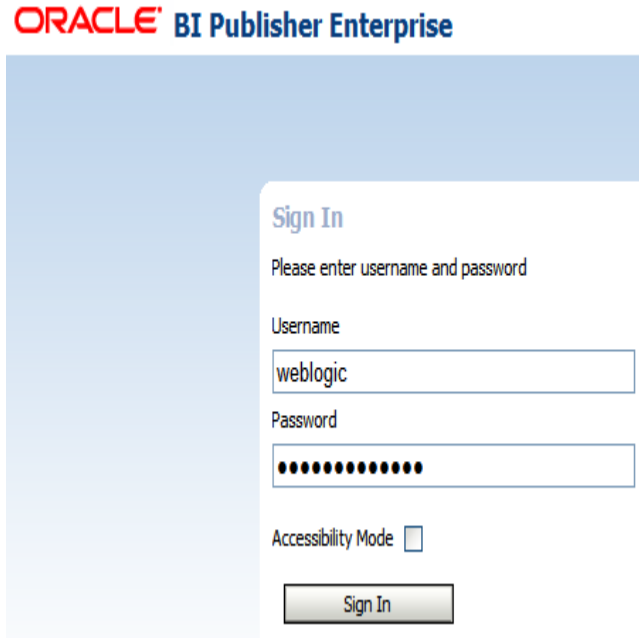 ORACLE BI Publisher Enterprise
Sign In
Please enter username and password
Username
weblogic
Password
•••••••••••••
Accessibility Mode
Sign In